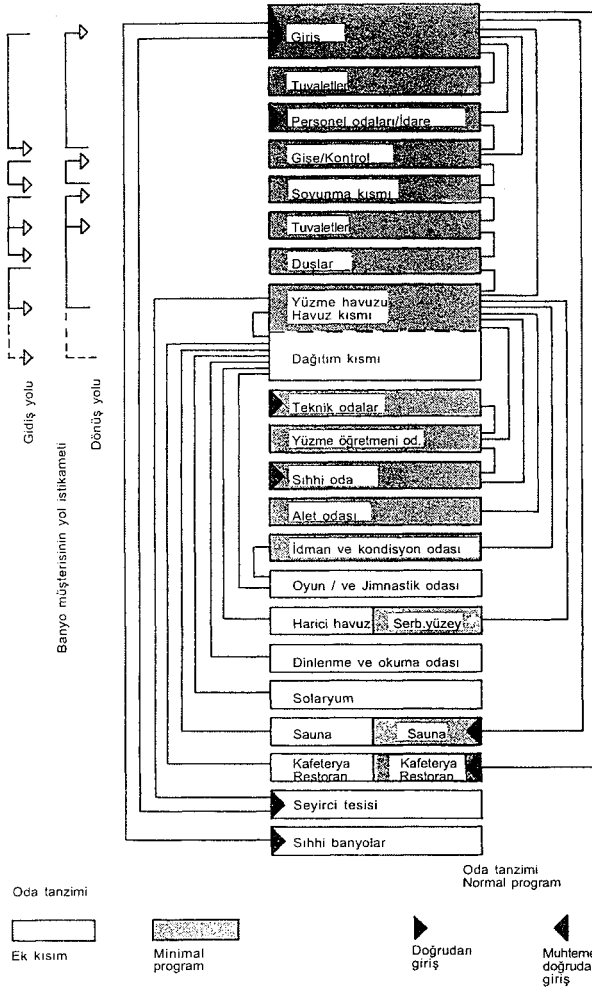 Giriş
Tuvaletler
Personel odaları/İdare
Gişe/Kontrol
Soyunma kısmı
Tuvaletler
Duşlar
Yüzme havuzu
Havuz kısmı
Dağıtım kısmı
Teknik odalar
Yüzme öğretmeni od.
Sıhhi oda
Alet odası
İdman ve kondisyon odası
Oyun / ve Jimnastik odası
Harici havuz Serb.yüzey
Dinlenme ve okuma odası
Solaryum
Sauna Sauna
Kafeterya Kafeterya
Restoran Restoran
Seyirci tesisi
Sıhhi banyolar
Gidiş yolu
Banyo müşterisinin yol istikameti
Dönüş yolu
Oda tanzimi
Normal program
Oda tanzimi
Ek kısım
Minimal
program
Doğrudan
giriş
Muhteme
doğruda
giriş